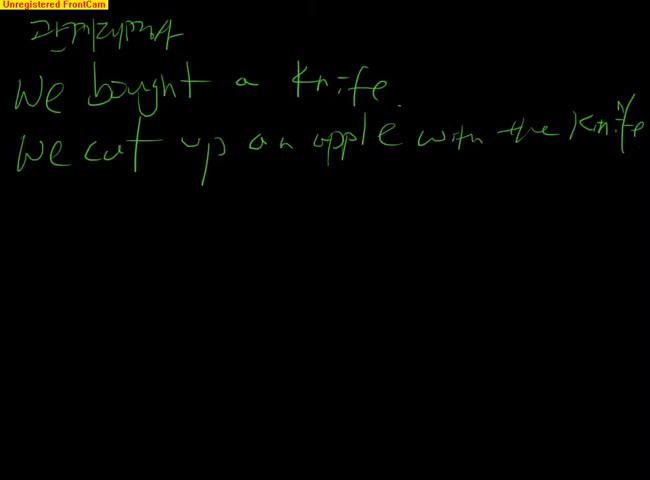 Unregistered FrontCam
관계대명사
We bought a knife.
We cut up an apple with the knife